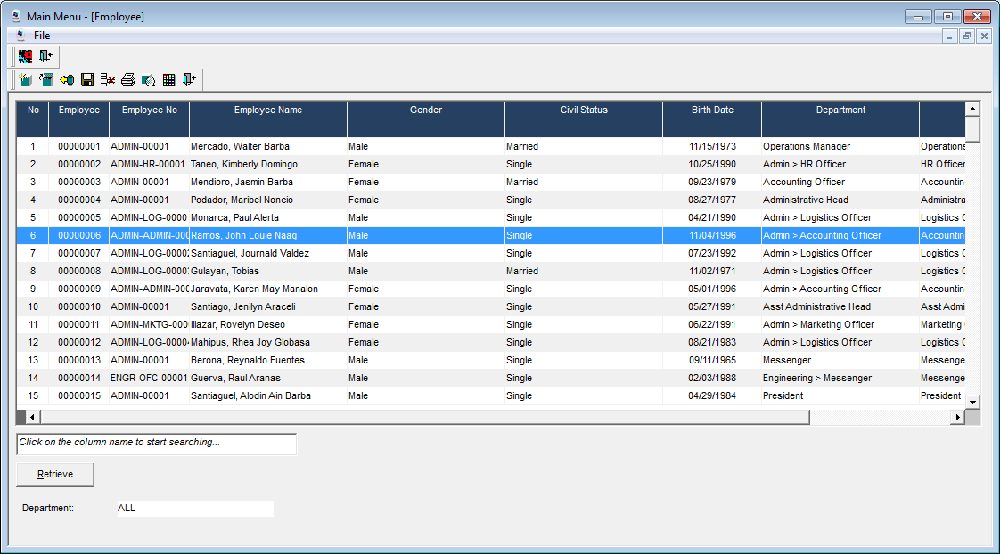 Main Menu - [Employee]
File
No Employee Employee No Employee Name Gender Civil Status Birth Date Department
1 00000001 ADMIN-00001 Mercado, Walter Barba Male Married 11/15/1973 Operations Manager Operations
2 00000002 ADMIN-HR-00001 Taneo, Kimberly Domingo Female Single 10/25/1990 Admin > HR Officer HR Officer
3 00000003 ADMIN-00001 Mendioro, Jasmin Barba Female Married 09/23/1979 Accounting Officer Accountin
4 00000004 ADMIN-00001 Podador, Maribel Noncio Female Single 08/27/1977 Administrative Head Administra
5 00000005 ADMIN-LOG-0000 Monarca, Paul Alerta Male Single 04/21/1990 Admin > Logistics Officer Logistics O
6 00000006 ADMIN-ADMIN-000 Ramos, John Louie Naag Male Single 11/04/1996 Admin > Accounting Officer Accountin
7 00000007 ADMIN-LOG-0000 Santiaguel, Journald Valdez Male Single 07/23/1992 Admin > Logistics Officer Logistics O
8 00000008 ADMIN-LOG-0000 Gulayan, Tobias Male Married 11/02/1971 Admin > Logistics Officer Logistics O
9 00000009 ADMIN-ADMIN-000 Jaravata, Karen May Manalon Female Single 05/01/1996 Admin > Accounting Officer Accountin
10 00000010 ADMIN-00001 Santiago, Jenilyn Araceli Female Single 05/27/1991 Asst Administrative Head Asst Admi
11 00000011 ADMIN-MKTG-000 Illazar, Rovelyn Deseo Female Single 06/22/1991 Admin > Marketing Officer Marketing
12 00000012 ADMIN-LOG-0000 Mahipus, Rhea Joy Globasa Female Single 08/21/1983 Admin > Logistics Officer Logistics O
13 00000013 ADMIN-00001 Berona, Reynaldo Fuentes Male Single 09/11/1965 Messenger Messenge
14 00000014 ENGR-OFC-00001 Guerva, Raul Aranas Male Single 02/03/1988 Engineering > Messenger Messenge
15 00000015 ADMIN-00001 Santiaguel, Alodin Ain Barba Male Single 04/29/1984 President President
Click on the column name to start searching...
Retrieve
Department: ALL